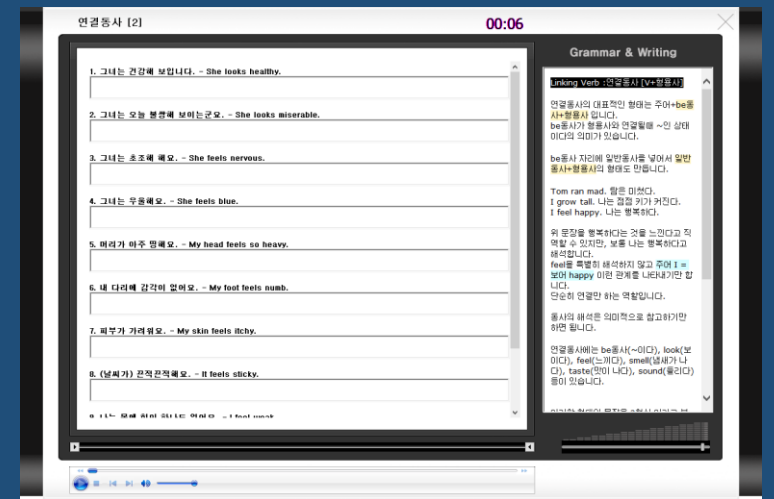 연결동사 [2]
00:06
1. 그녀는 건강해 보입니다. - She looks healthy.
2. 그녀는 오늘 불쌍해 보이는군요. - She looks miserable.
3. 그녀는 초조해 해요. - She feels nervous.
4. 그녀는 우울해요. - She feels blue.
5. 머리가 아주 띵해요. - My head feels so heavy.
6. 내 다리에 감각이 없어요. - My foot feels numb.
7. 피부가 가려워요. - My skin feels itchy.
8. (날씨가) 끈적끈적해요. - It feels sticky.
9. 나는 몸에 힘이 하나도 없어요. - I feel weak.
Grammar & Writing
Linking Verb :연결동사 [V+형용사]
연결동사의 대표적인 형태는 주어+be동
사+형용사 입니다.
be동사가 형용사와 연결될때 ~인 상태
이다의 의미가 있습니다.
be동사 자리에 일반동사를 넣어서 일반
동사+형용사의 형태도 만듭니다.
Tom ran mad. 탐은 미쳤다.
I grow tall. 나는 점점 키가 커진다.
I feel happy. 나는 행복하다.
위 문장을 행복하다는 것을 느낀다고 직
역할 수 있지만, 보통 나는 행복하다고
해석합니다.
feel을 특별히 해석하지 않고 주어 I =
보어 happy 이런 관계를 나타내기만 합
니다.
단순히 연결만 하는 역할입니다.
동사의 해석은 의미적으로 참고하기만
하면 됩니다.
연결동사에는 be동사(~이다), look(보
이다), feel(느끼다), smell(냄새가 나
다), taste(맛이 나다), sound(들리다)
등이 있습니다.